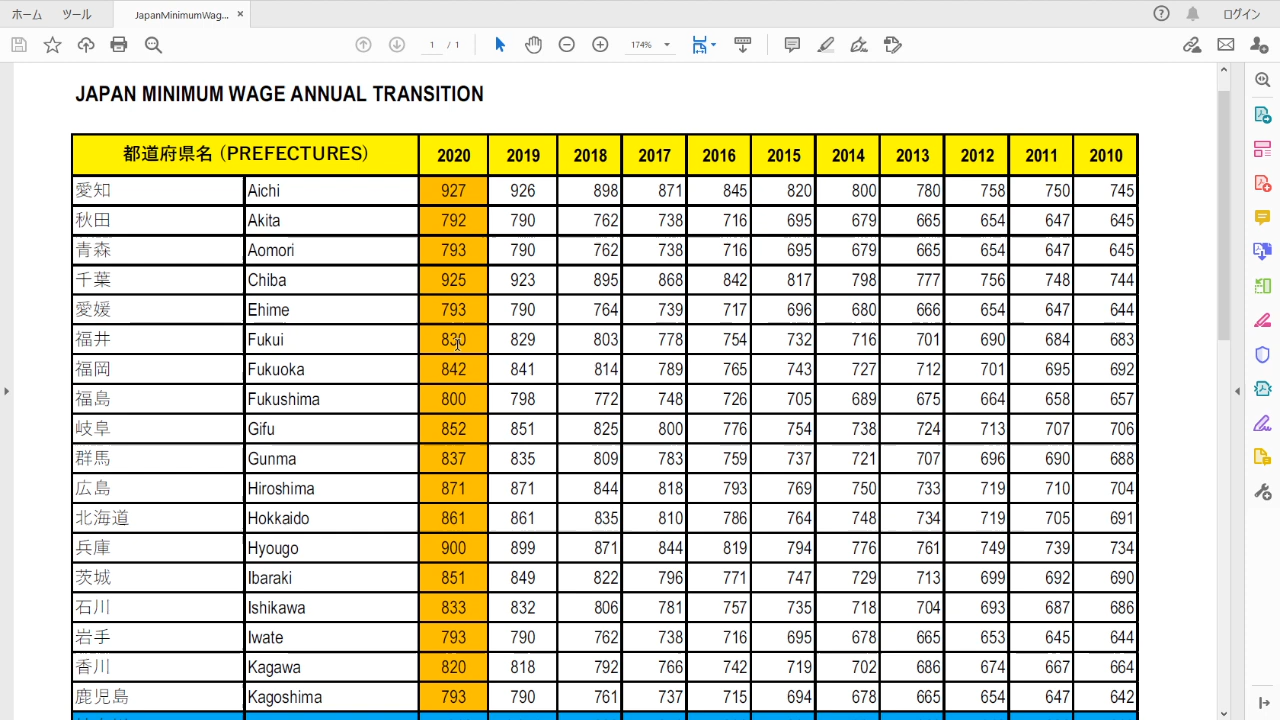 ホーム ツール JapanMinimumWag... × ログイン
1 / 1 174%
JAPAN MINIMUM WAGE ANNUAL TRANSITION
都道府県名 (PREFECTURES) 2020 2019 2018 2017 2016 2015 2014 2013 2012 2011 2010
愛知 Aichi 927 926 898 871 845 820 800 780 758 750 745
秋田 Akita 792 790 762 738 716 695 679 665 654 647 645
青森 Aomori 793 790 762 738 716 695 679 665 654 647 645
千葉 Chiba 925 923 895 868 842 817 798 777 756 748 744
愛媛 Ehime 793 790 764 739 717 696 680 666 654 647 644
福井 Fukui 830 829 803 778 754 732 716 701 690 684 683
福岡 Fukuoka 842 841 814 789 765 743 727 712 701 695 692
福島 Fukushima 800 798 772 748 726 705 689 675 664 658 657
岐阜 Gifu 852 851 825 800 776 754 738 724 713 707 706
群馬 Gunma 837 835 809 783 759 737 721 707 696 690 688
広島 Hiroshima 871 871 844 818 793 769 750 733 719 710 704
北海道 Hokkaido 861 861 835 810 786 764 748 734 719 705 691
兵庫 Hyougo 900 899 871 844 819 794 776 761 749 739 734
茨城 Ibaraki 851 849 822 796 771 747 729 713 699 692 690
石川 Ishikawa 833 832 806 781 757 735 718 704 693 687 686
岩手 Iwate 793 790 762 738 716 695 678 665 653 645 644
香川 Kagawa 820 818 792 766 742 719 702 686 674 667 664
鹿児島 Kagoshima 793 790 761 737 715 694 678 665 654 647 642